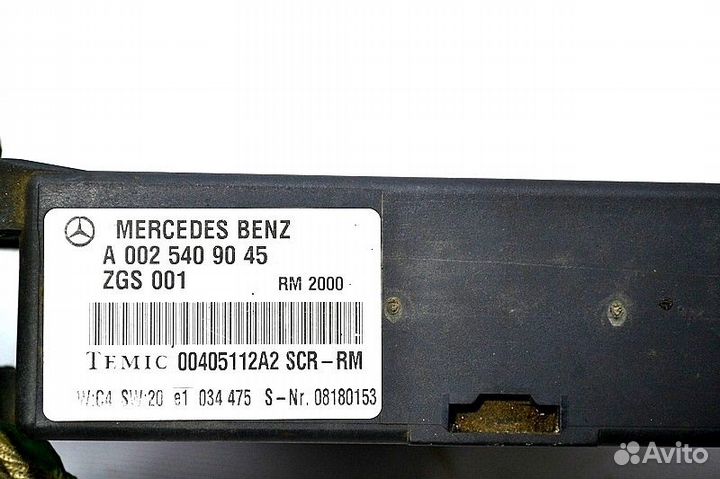 MERCEDES BENZ
A 002 540 90 45
ZGS 001 RM 2000
TEMIC 00405112A2 SCR-RM
W:C4 SW:20 e1 034 475 S-Nr. 08180153
Avito